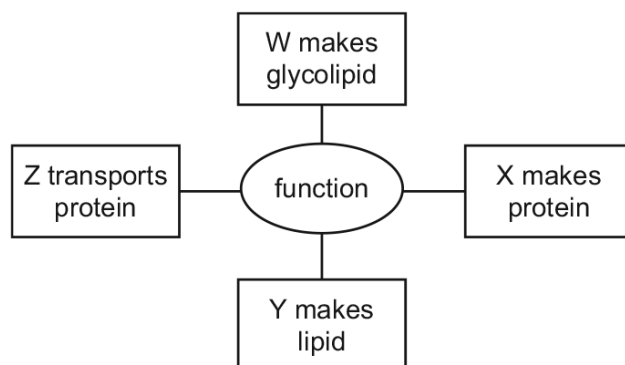 W makes
glycolipid
Z transports
protein
function
X makes
protein
Y makes
lipid